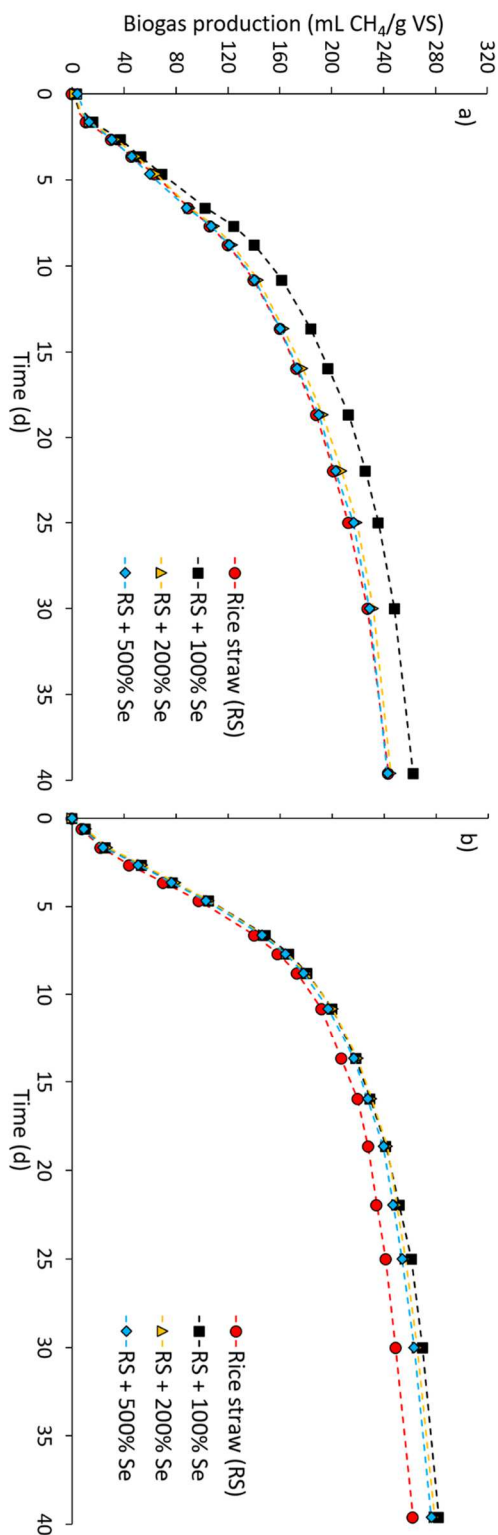 Biogas production (mL CH₄/g VS)
320
280
240
200
160
120
80
40
0
a)
Rice straw (RS)
RS + 100% Se
RS + 200% Se
RS + 500% Se
0 5 10 15 20 25 30 35 40
Time (d)
b)
Rice straw (RS)
RS + 100% Se
RS + 200% Se
RS + 500% Se
0 5 10 15 20 25 30 35 40
Time (d)